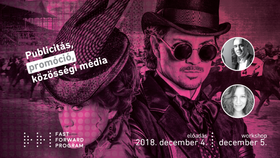 Publicitás,
promóció,
közösségi média
FAST
FORWARD
PROGRAM
előadás
2018. december 4.
workshop
december 5.